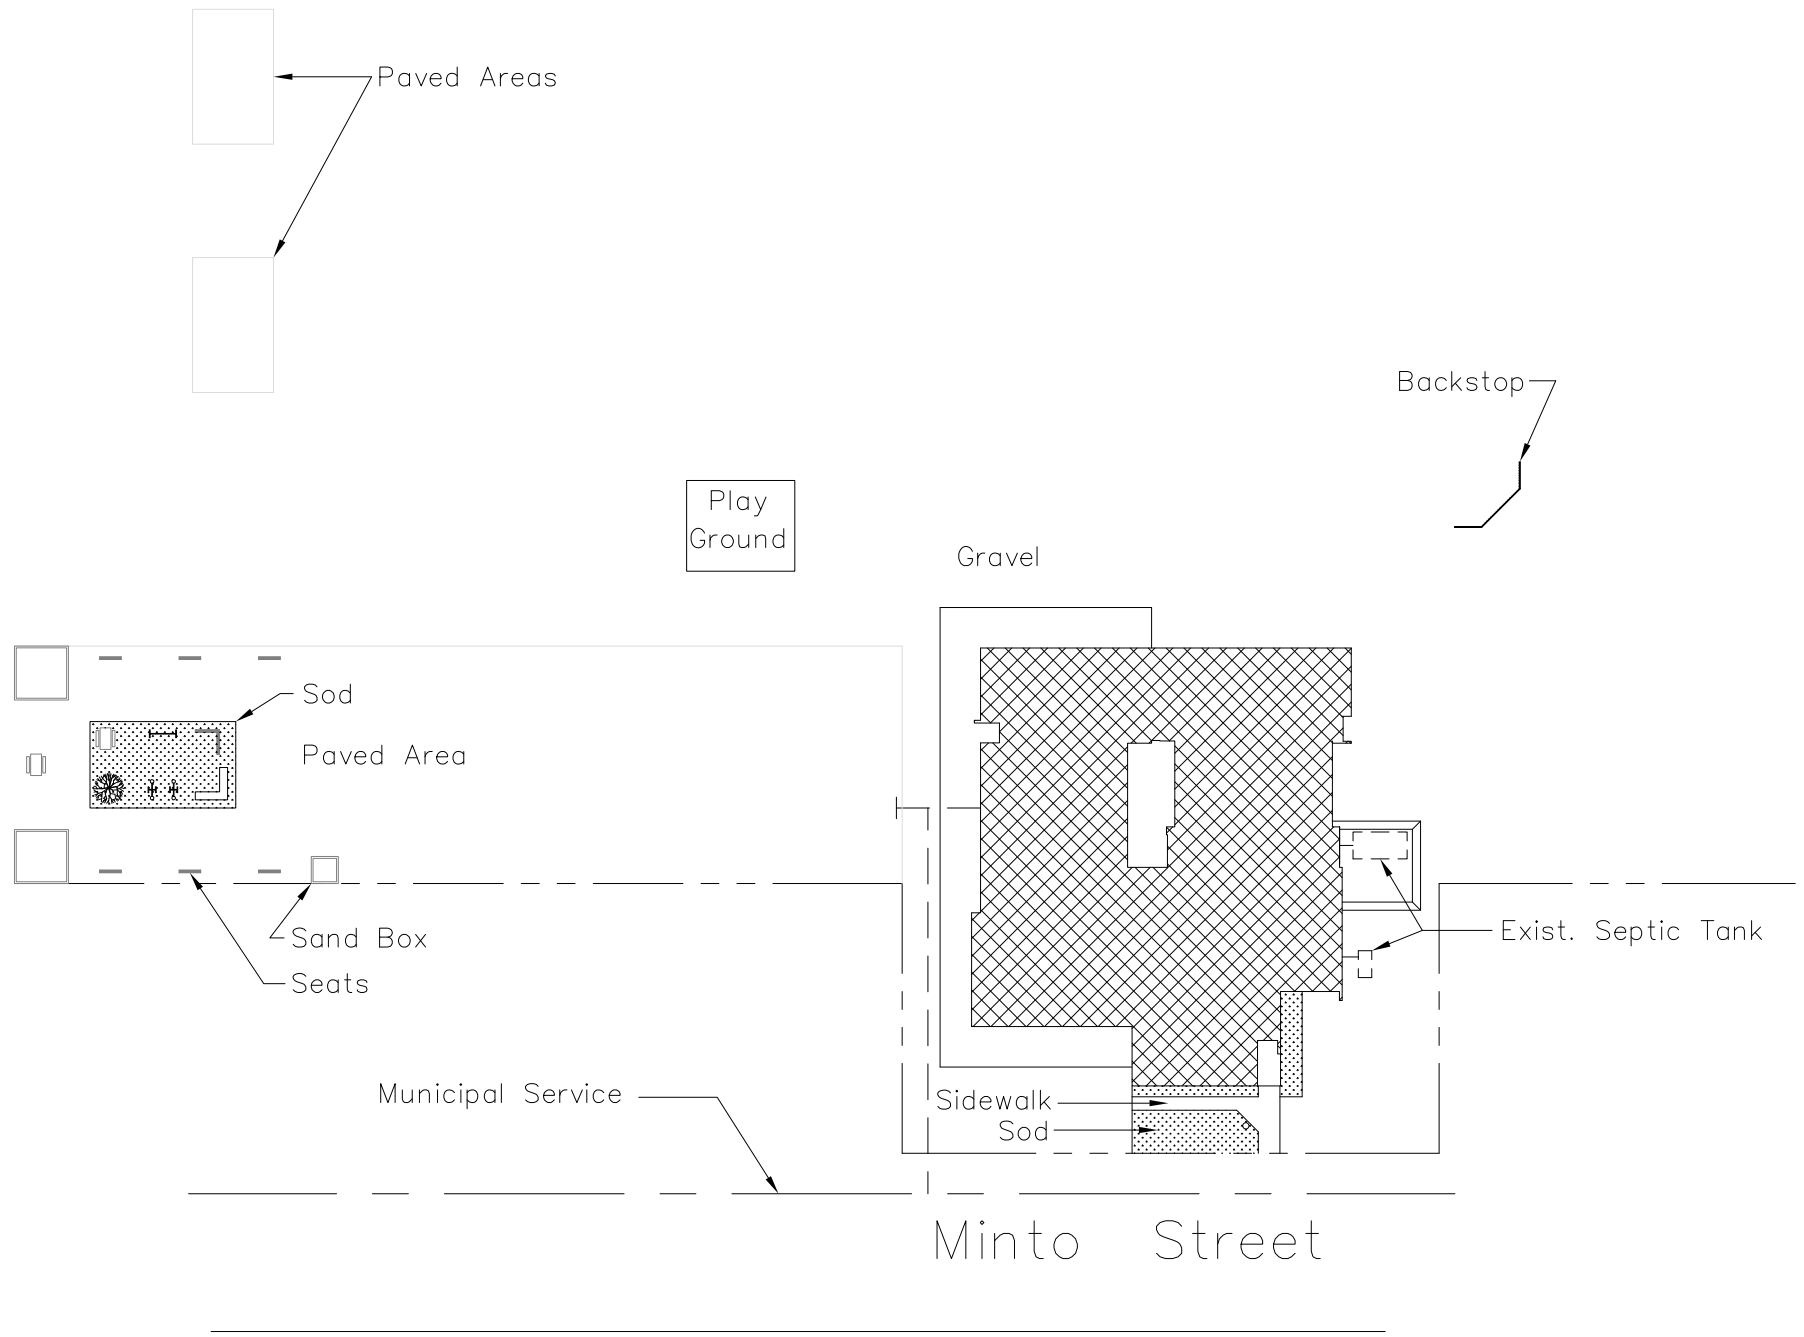 Paved Areas
Backstop
Play
Ground
Gravel
Sod
Paved Area
Sand Box
Exist. Septic Tank
Seats
Municipal Service
Sidewalk
Sod
Minto Street